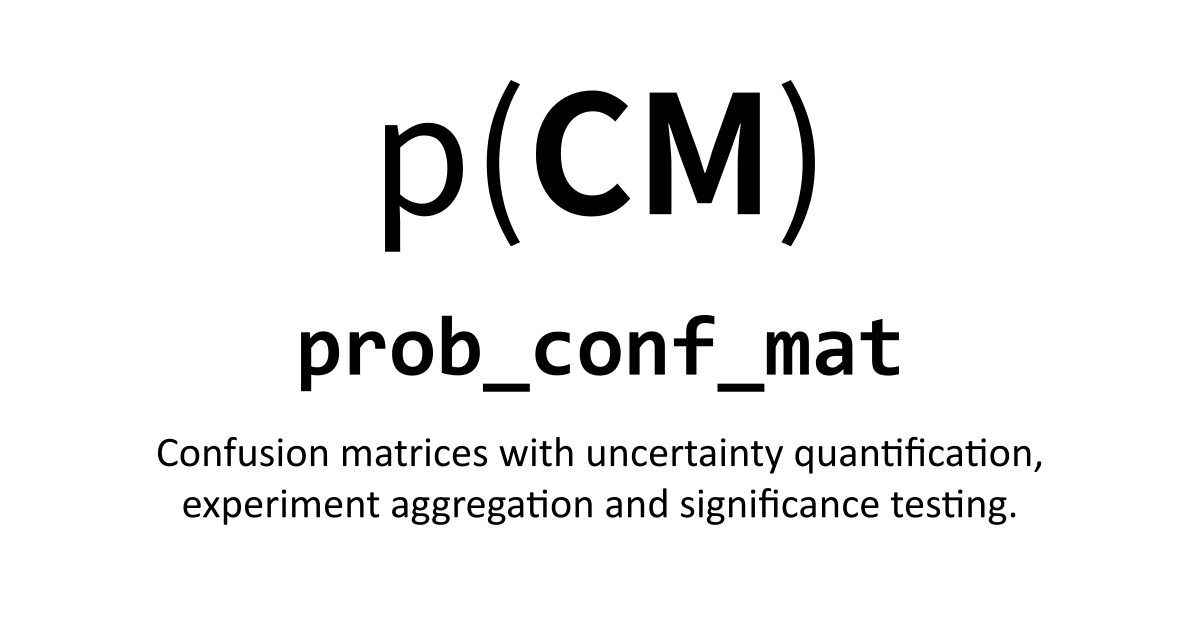 p(CM)
prob_conf_mat
Confusion matrices with uncertainty quantification,
experiment aggregation and significance testing.